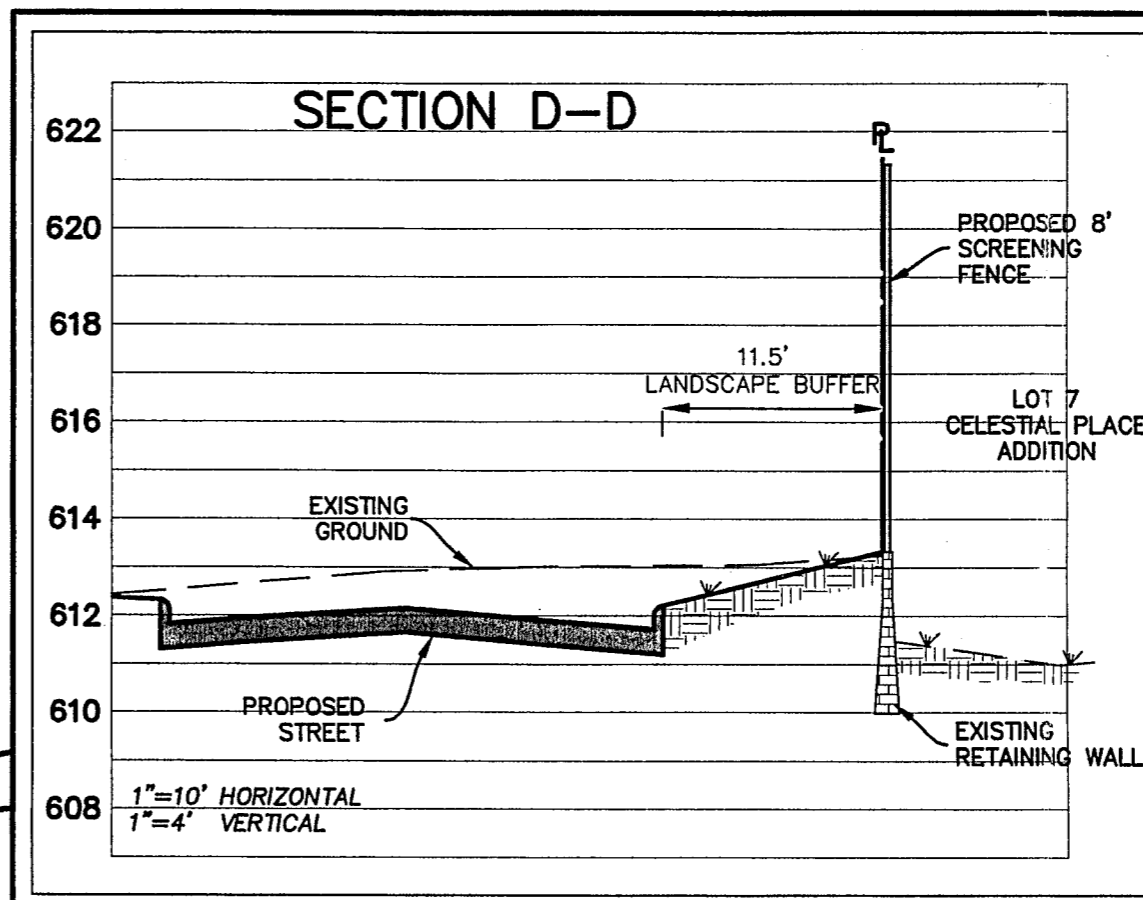 SECTION D-D
622
620
618
616
614
612
610
608
PL
PROPOSED 8'
SCREENING
FENCE
11.5'
LANDSCAPE BUFFER
LOT 7
CELESTIAL PLACE
ADDITION
EXISTING
GROUND
PROPOSED
STREET
EXISTING
RETAINING WALL
1"=10' HORIZONTAL
1"=4' VERTICAL